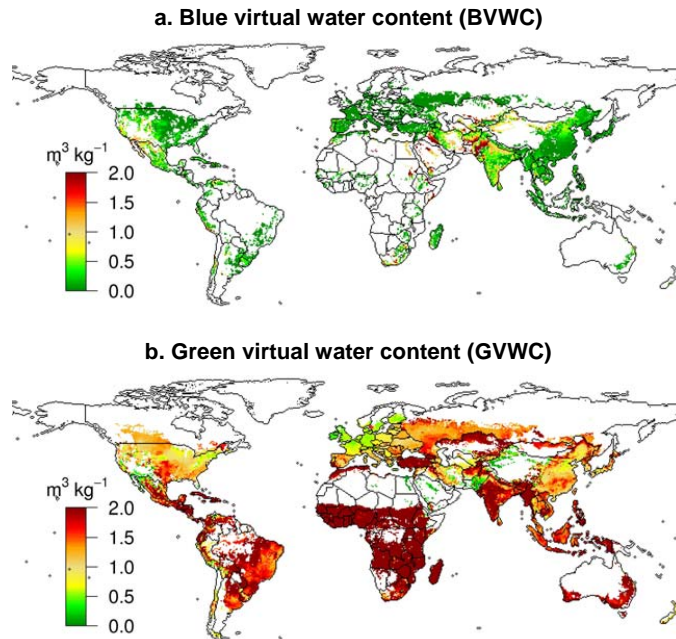 a. Blue virtual water content (BVWC)
m³ kg⁻¹
2.0
1.5
1.0
0.5
0.0
b. Green virtual water content (GVWC)
m³ kg⁻¹
2.0
1.5
1.0
0.5
0.0